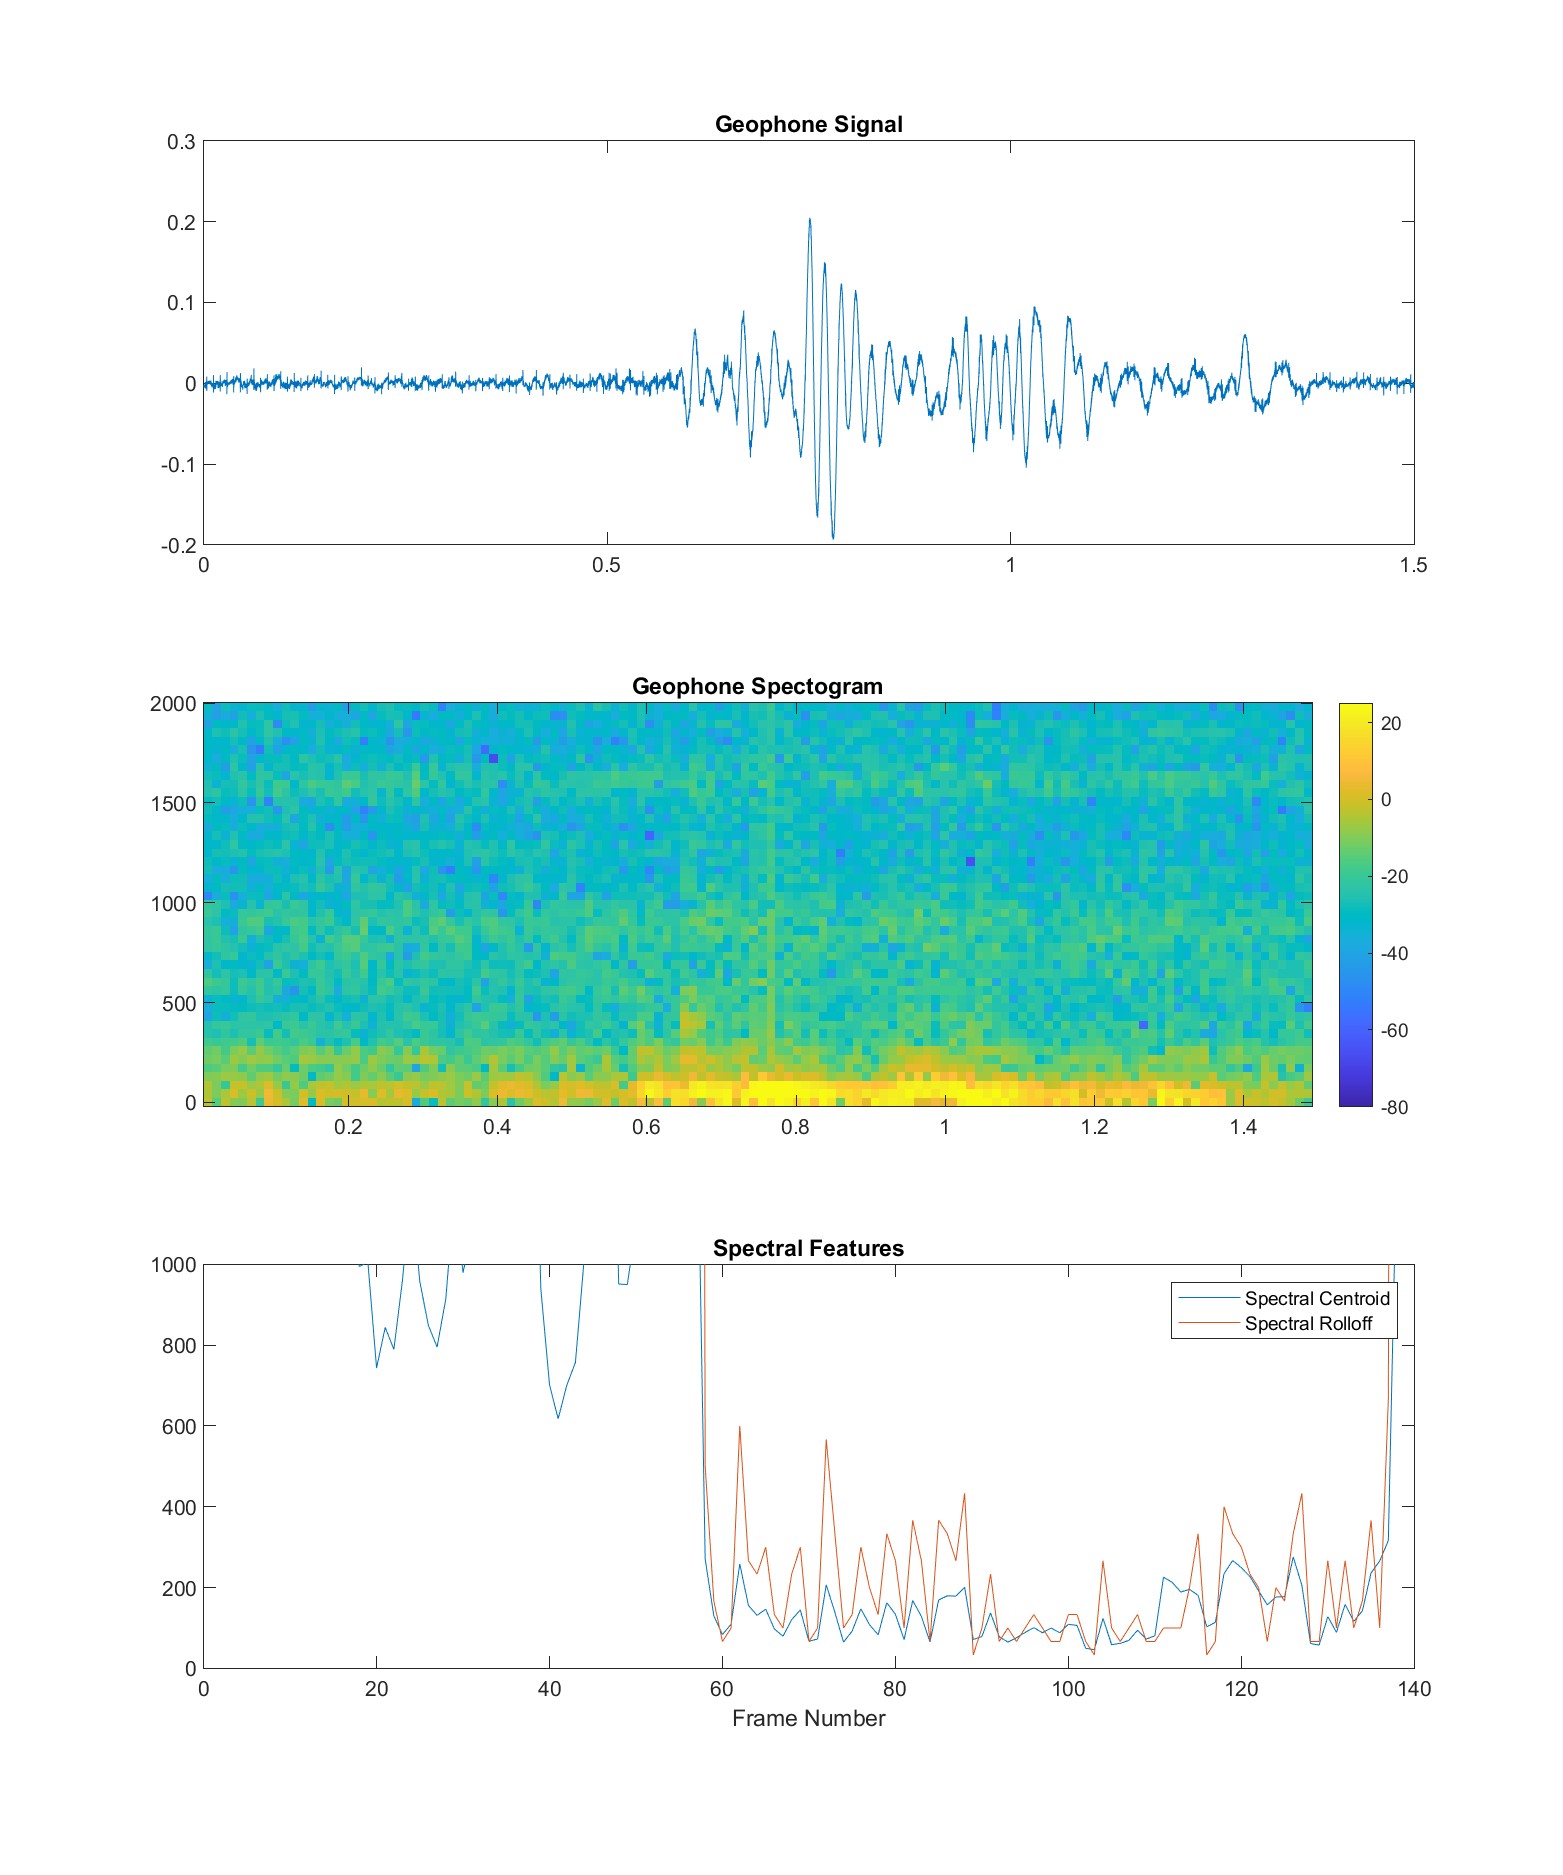 Geophone Signal
0.3
0.2
0.1
0
-0.1
-0.2
0 0.5 1 1.5
Geophone Spectogram
2000
1500
1000
500
0
0.2 0.4 0.6 0.8 1 1.2 1.4
20
0
-20
-40
-60
-80
Spectral Features
1000
800
600
400
200
0
Spectral Centroid
Spectral Rolloff
0 20 40 60 80 100 120 140
Frame Number